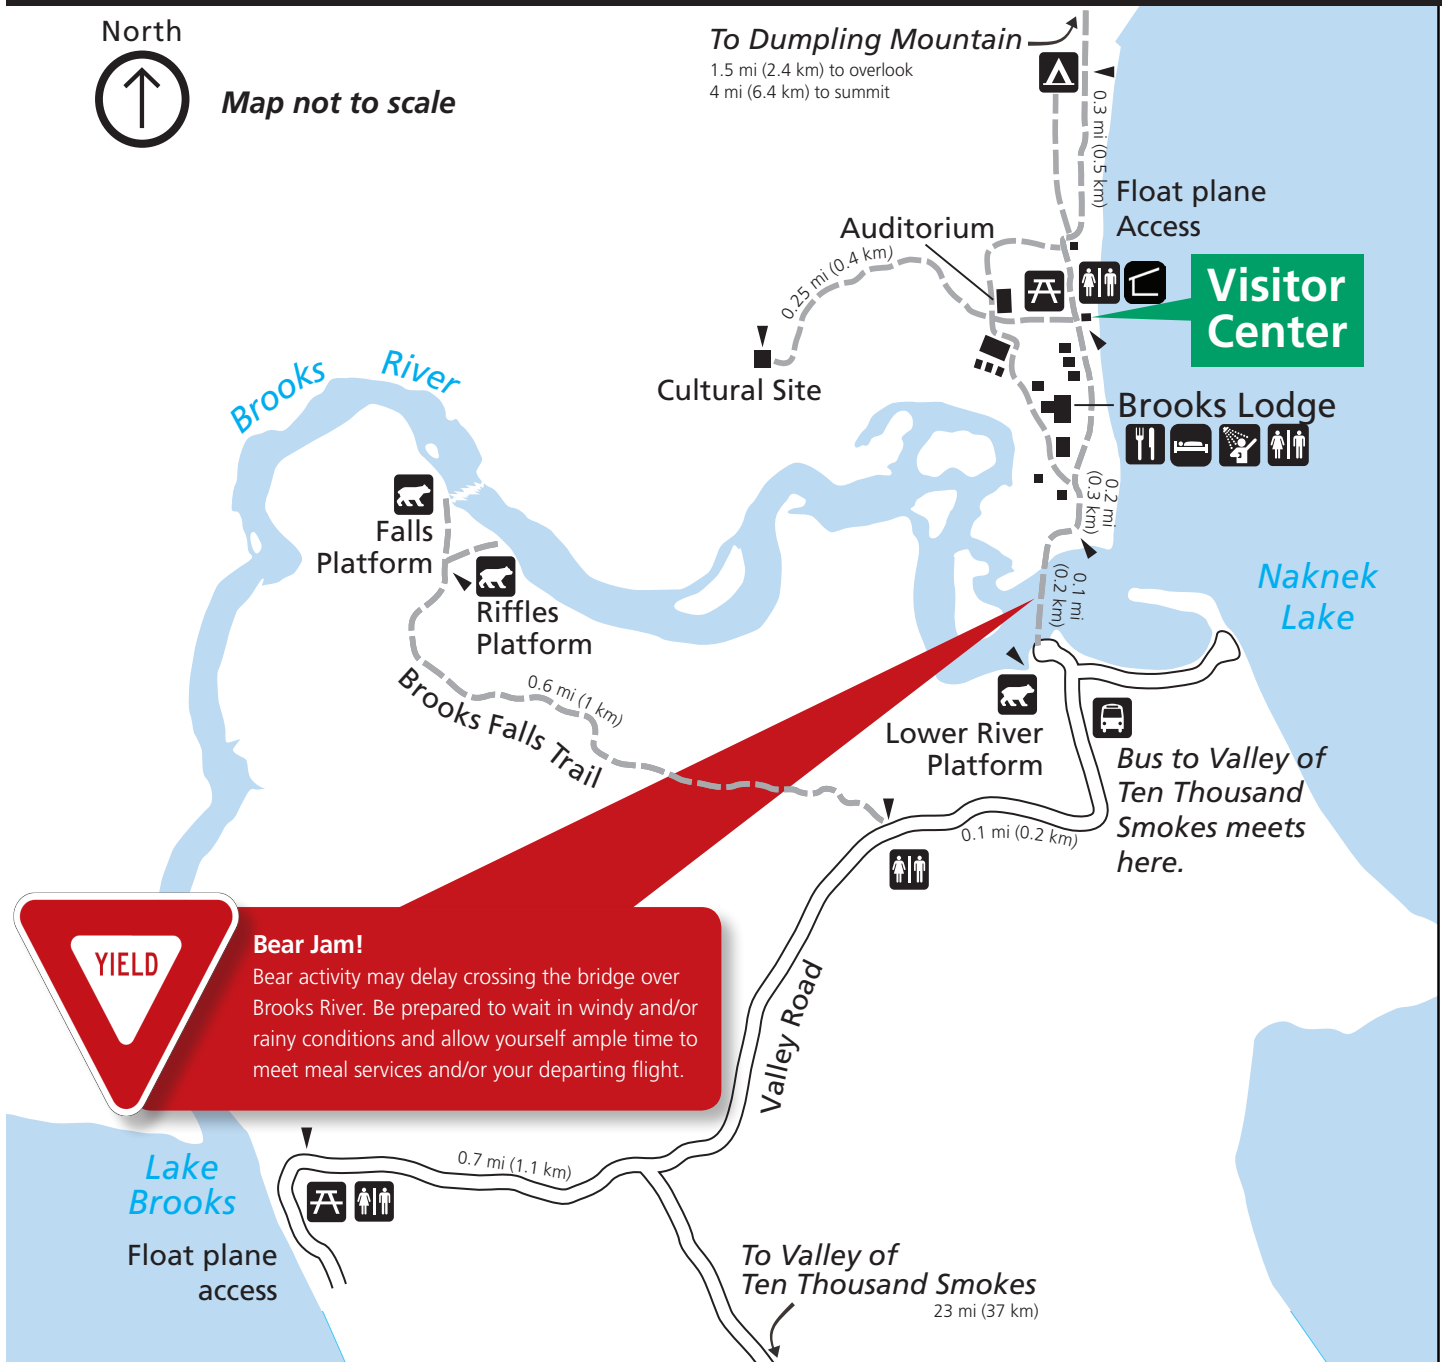 North
Map not to scale
To Dumpling Mountain
1.5 mi (2.4 km) to overlook
4 mi (6.4 km) to summit
0.3 mi (0.5 km)
Float plane
Access
Auditorium
0.25 mi (0.4 km)
Visitor
Center
Cultural Site
Brooks River
Brooks Lodge
0.2 mi
(0.3 km)
Falls
Platform
Riffles
Platform
0.1 mi
(0.2 km)
Naknek
Lake
Brooks Falls Trail
0.6 mi (1 km)
Lower River
Platform
Bus to Valley of
Ten Thousand
Smokes meets
here.
0.1 mi (0.2 km)
YIELD
Bear Jam!
Bear activity may delay crossing the bridge over
Brooks River. Be prepared to wait in windy and/or
rainy conditions and allow yourself ample time to
meet meal services and/or your departing flight.
Valley Road
Lake
Brooks
0.7 mi (1.1 km)
Float plane
access
To Valley of
Ten Thousand Smokes
23 mi (37 km)